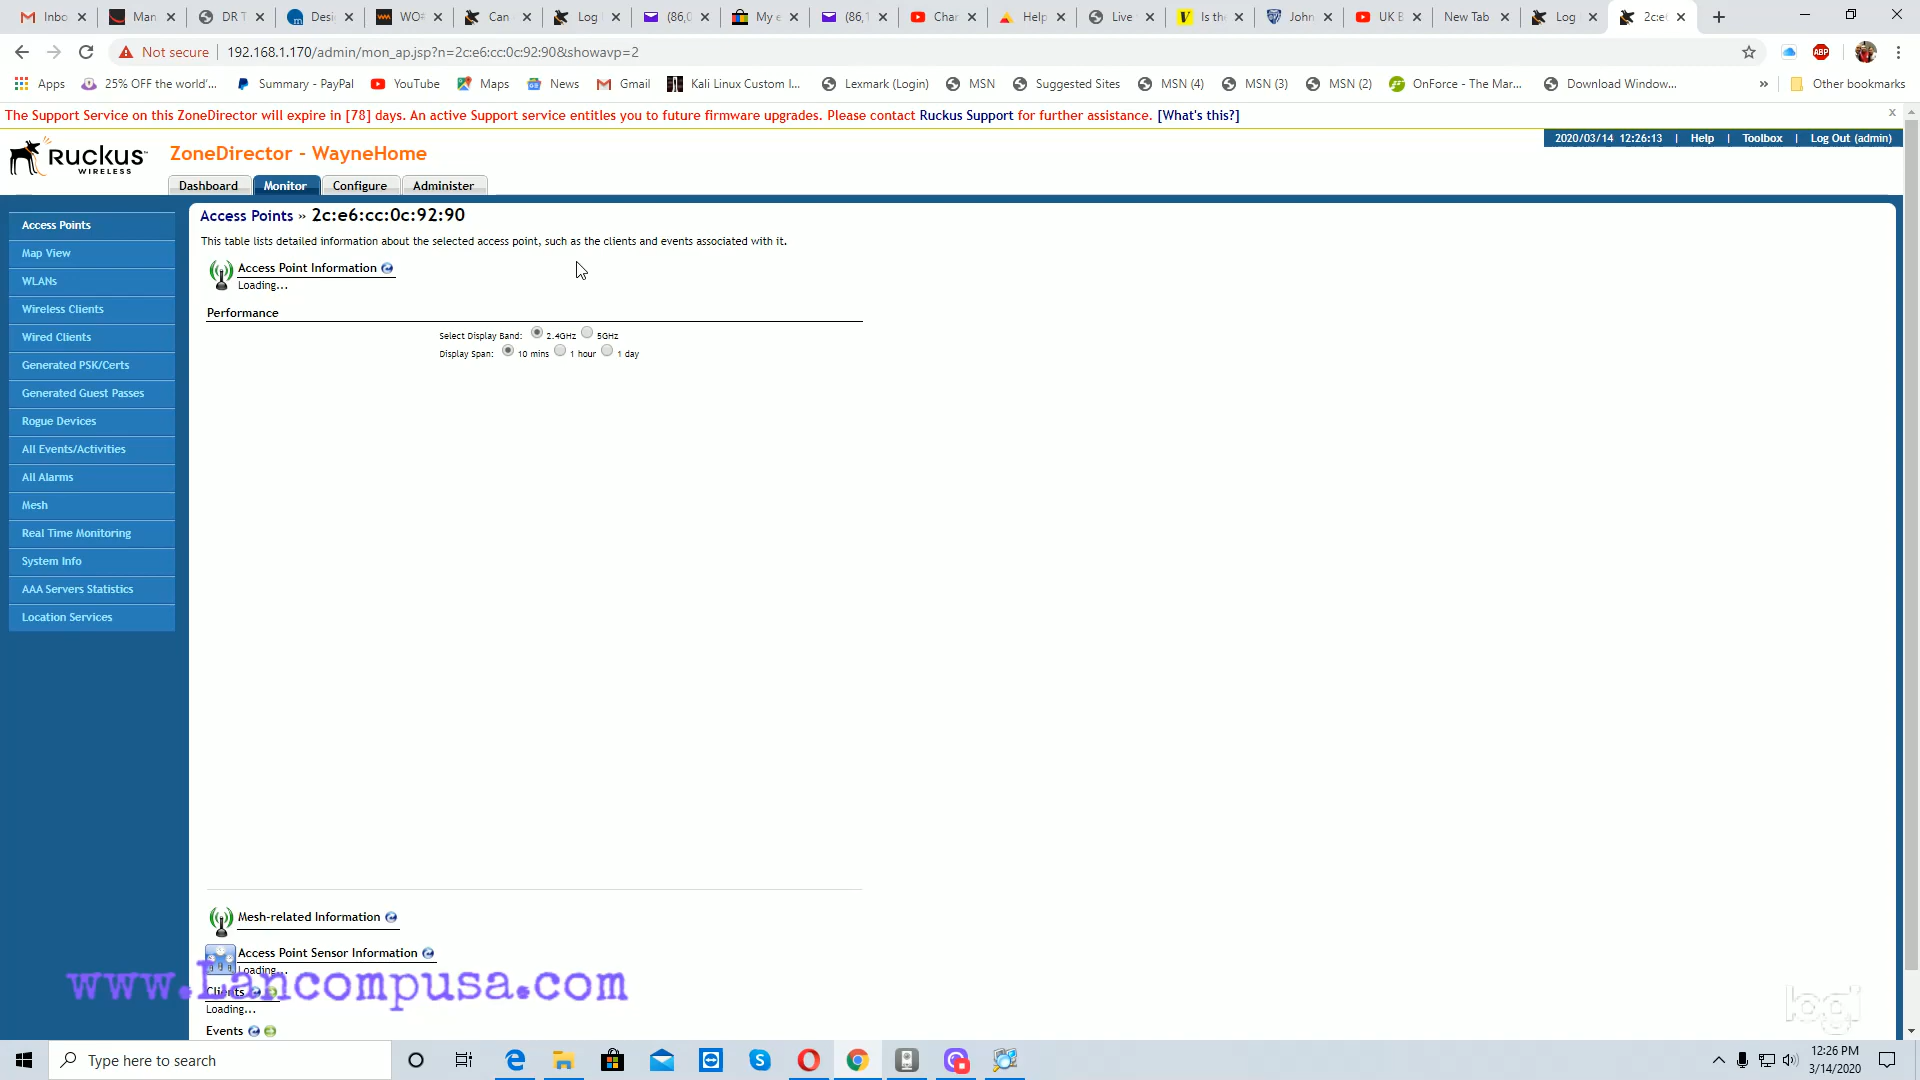 Inbo
Man
DR T
Desi
WO#
Can
Log
(86,0
My e
(86,1
Char
Help
Live
Is the
John
UK B
New Tab
Log
2c:e6
Not secure
192.168.1.170/admin/mon_ap.jsp?n=2c:e6:cc:0c:92:90&showavp=2
ABP
Apps
25% OFF the world'...
Summary - PayPal
YouTube
Maps
News
Gmail
Kali Linux Custom I...
Lexmark (Login)
MSN
Suggested Sites
MSN (4)
MSN (3)
MSN (2)
OnForce - The Mar...
Download Window...
»
Other bookmarks
The Support Service on this ZoneDirector will expire in [78] days. An active Support service entitles you to future firmware upgrades. Please contact Ruckus Support for further assistance. [What's this?]
x
2020/03/14 12:26:13 | Help | Toolbox | Log Out (admin)
RUCKUS
WIRELESS
ZoneDirector - WayneHome
Dashboard
Monitor
Configure
Administer
Access Points
Map View
WLANs
Wireless Clients
Wired Clients
Generated PSK/Certs
Generated Guest Passes
Rogue Devices
All Events/Activities
All Alarms
Mesh
Real Time Monitoring
System Info
AAA Servers Statistics
Location Services
Access Points » 2c:e6:cc:0c:92:90
This table lists detailed information about the selected access point, such as the clients and events associated with it.
Access Point Information
Loading...
Performance
Select Display Band: 2.4GHz 5GHz
Display Span: 10 mins 1 hour 1 day
Mesh-related Information
Access Point Sensor Information
Loading...
Clients
Loading...
Events
www.Lancompusa.com
logi
Type here to search
12:26 PM
3/14/2020